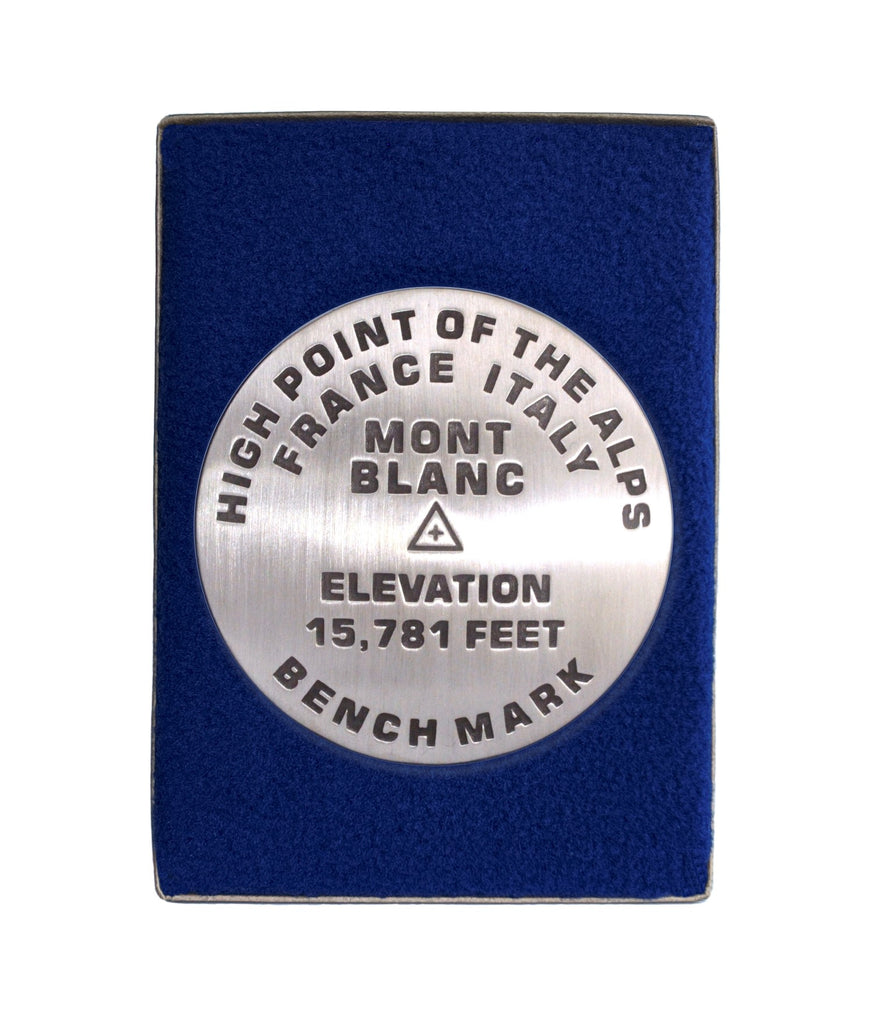 HIGH POINT OF THE ALPS
FRANCE ITALY
MONT
BLANC
ELEVATION
15,781 FEET
BENCH MARK